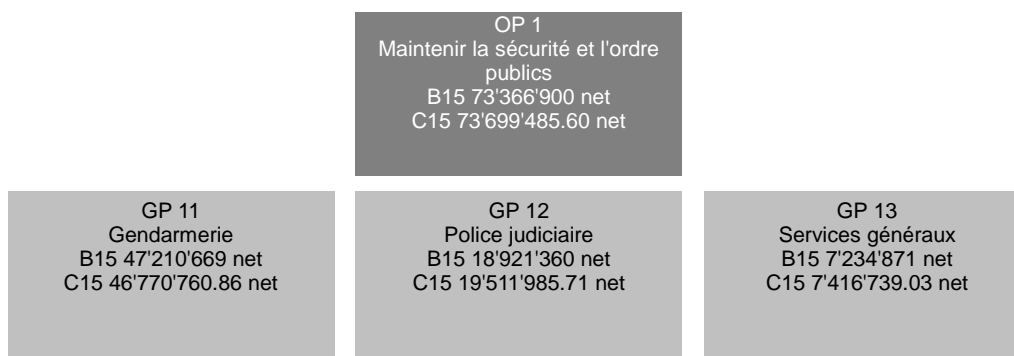 OP 1
Maintenir la sécurité et l'ordre
publics
B15 73'366'900 net
C15 73'699'485.60 net
GP 11
Gendarmerie
B15 47'210'669 net
C15 46'770'760.86 net
GP 12
Police judiciaire
B15 18'921'360 net
C15 19'511'985.71 net
GP 13
Services généraux
B15 7'234'871 net
C15 7'416'739.03 net